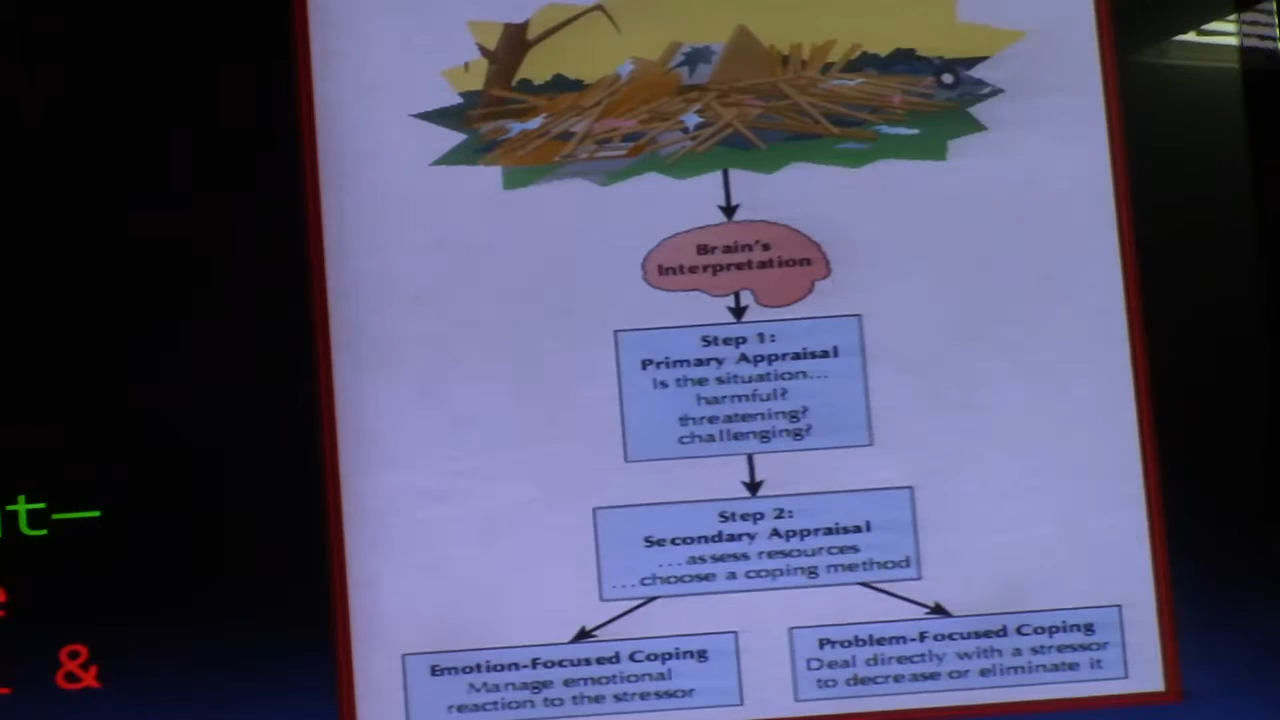 Brain's
Interpretation
Step 1:
Primary Appraisal
Is the situation...
harmful?
threatening?
challenging?
Step 2:
Secondary Appraisal
...assess resources
...choose a coping method
Emotion-Focused Coping
Manage emotional
reaction to the stressor
Problem-Focused Coping
Deal directly with a stressor
to decrease or eliminate it
&